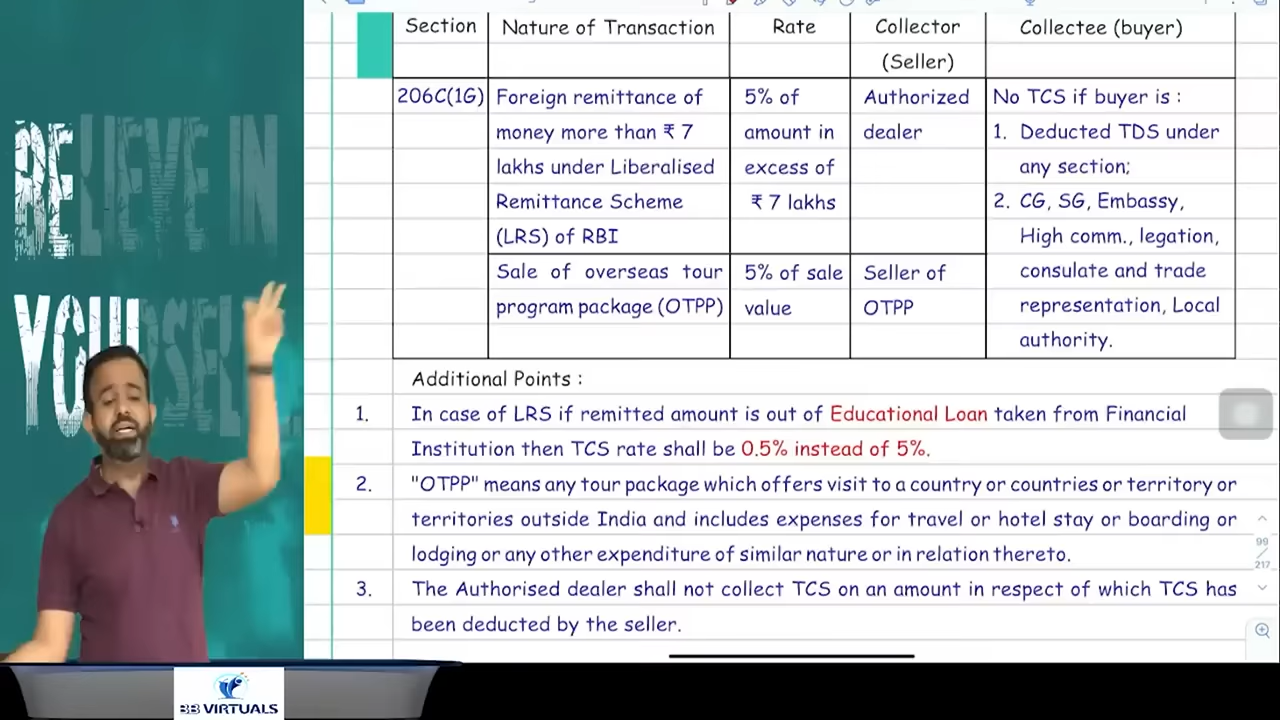 BELIEVE IN
YOURSELF
Section Nature of Transaction Rate Collector Collectee (buyer)
(Seller)
206C(1G) Foreign remittance of 5% of Authorized No TCS if buyer is :
money more than ₹ 7 amount in dealer 1. Deducted TDS under
lakhs under Liberalised excess of any section;
Remittance Scheme ₹ 7 lakhs 2. CG, SG, Embassy,
(LRS) of RBI High comm., legation,
Sale of overseas tour 5% of sale Seller of consulate and trade
program package (OTPP) value OTPP representation, Local
authority.
Additional Points :
1. In case of LRS if remitted amount is out of Educational Loan taken from Financial
Institution then TCS rate shall be 0.5% instead of 5%.
2. "OTPP" means any tour package which offers visit to a country or countries or territory or
territories outside India and includes expenses for travel or hotel stay or boarding or
lodging or any other expenditure of similar nature or in relation thereto.
3. The Authorised dealer shall not collect TCS on an amount in respect of which TCS has
been deducted by the seller.
99
217
BB VIRTUALS